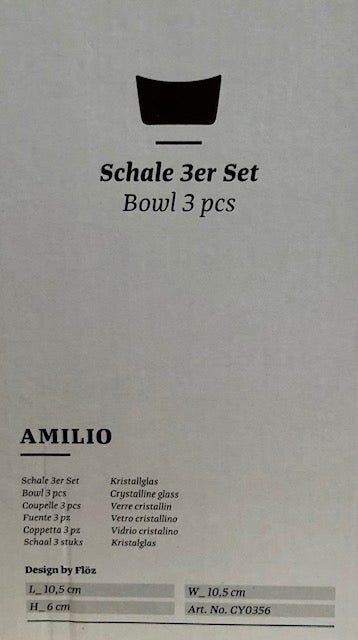 Schale 3er Set
Bowl 3 pcs
AMILIO
Schale 3er Set
Bowl 3 pcs
Coupelle 3 pcs
Fuente 3 pz
Coppetta 3 pz
Schaal 3 stuks
Kristallglas
Crystalline glass
Verre cristallin
Vetro cristallino
Vidrio cristalino
Kristalglas
Design by Flöz
L_ 10,5 cm
W_ 10,5 cm
H_ 6 cm
Art. No. CY0356